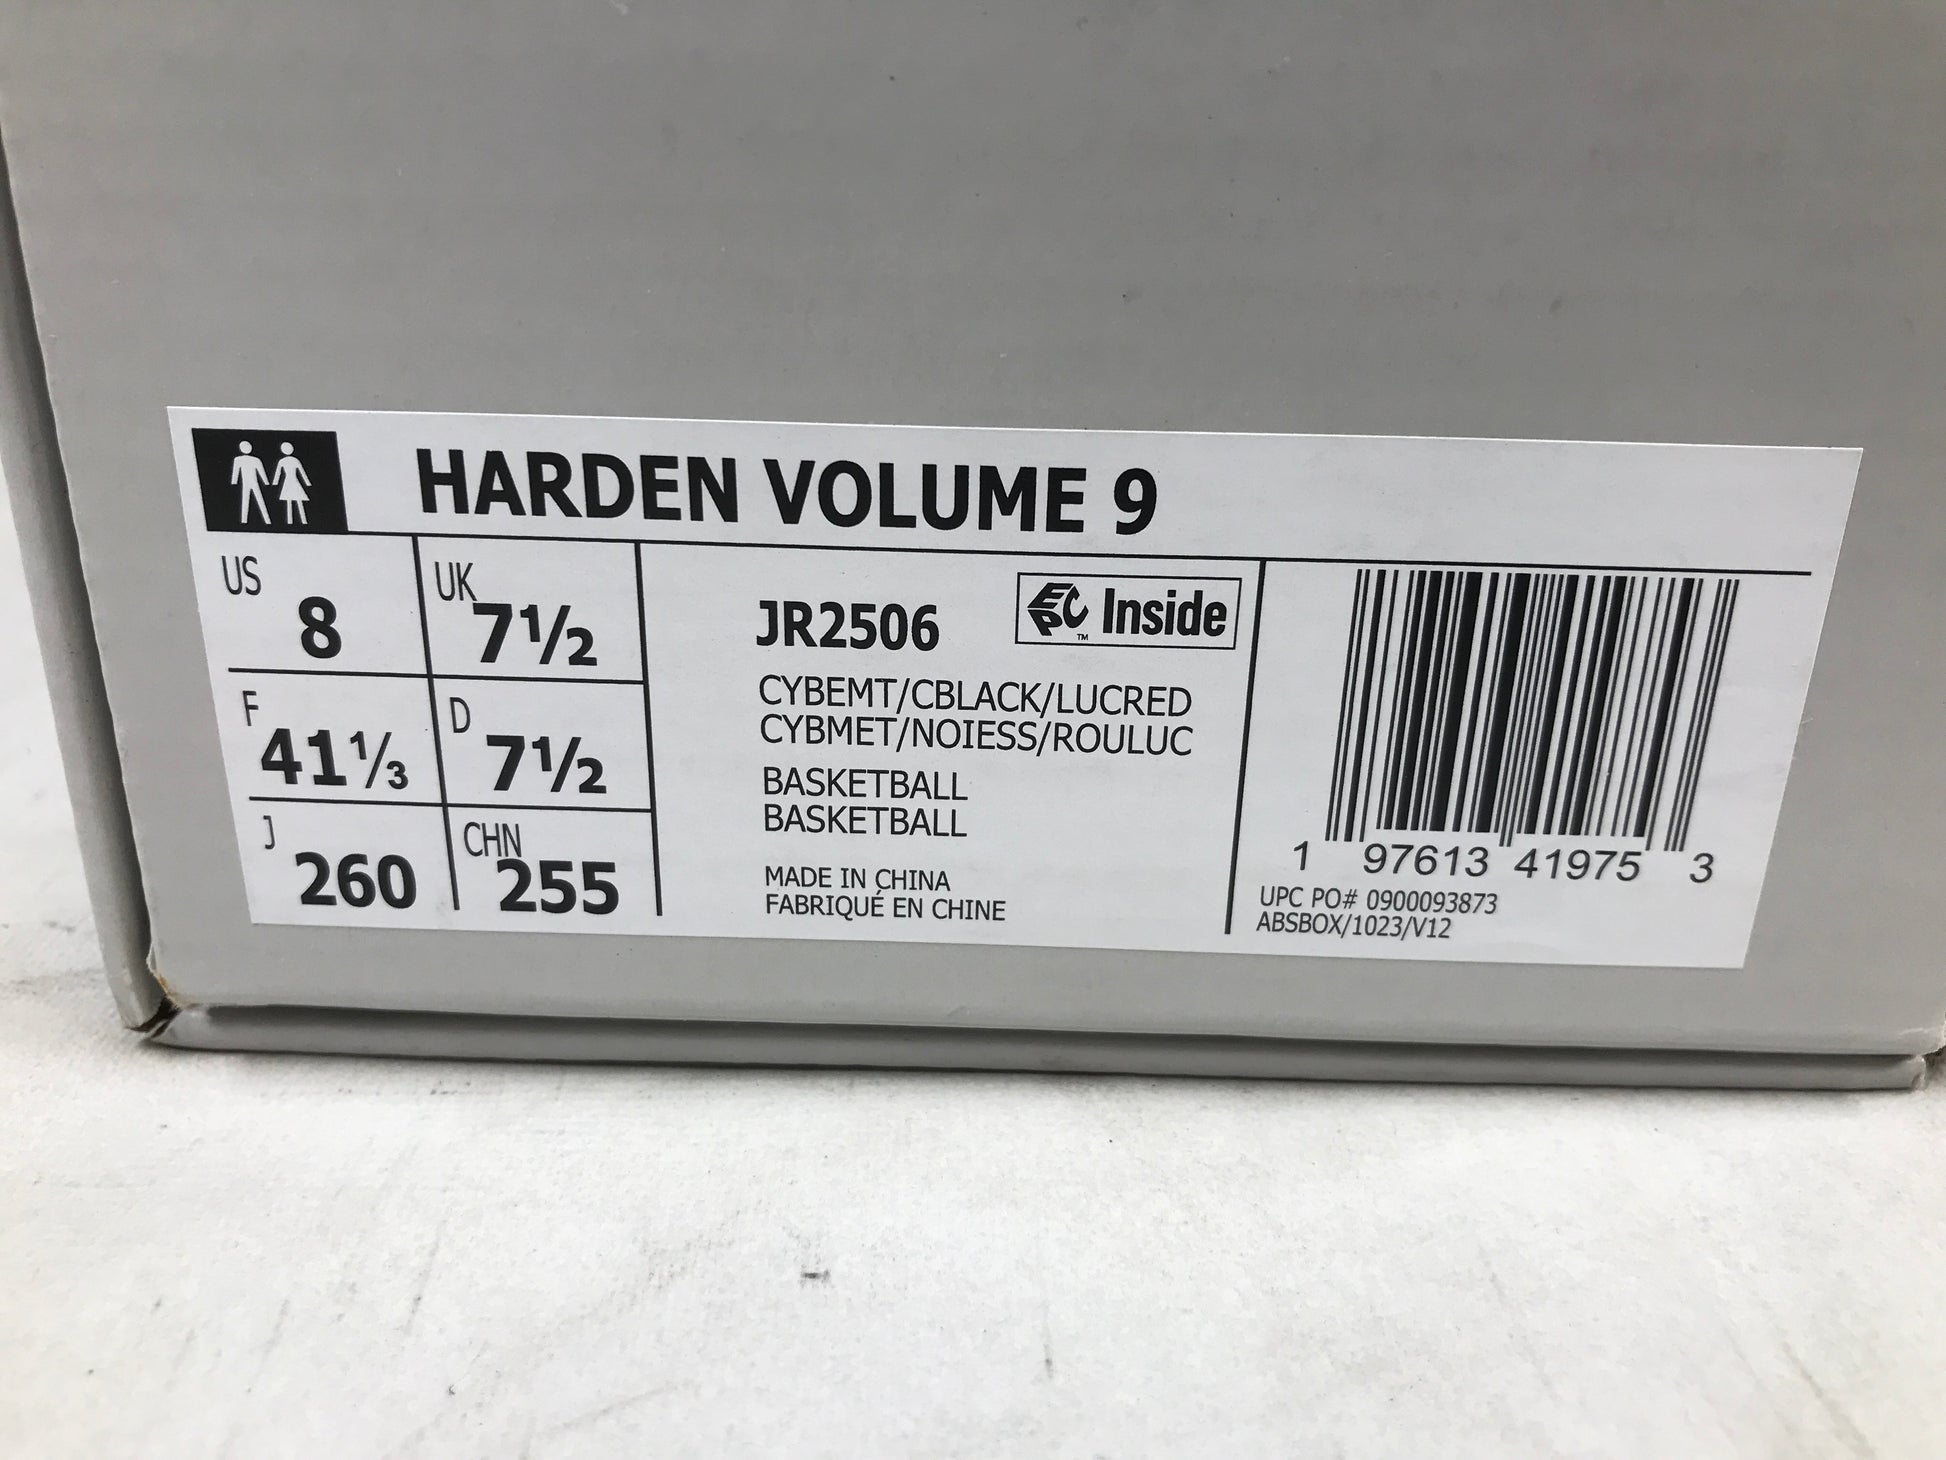 HARDEN VOLUME 9
US 8
UK 7½
F 41⅓
D 7½
J 260
CHN 255
JR2506
EPC Inside
TM
CYBEMT/CBLACK/LUCRED
CYBMET/NOIESS/ROULUC
BASKETBALL
BASKETBALL
MADE IN CHINA
FABRIQUÉ EN CHINE
1 97613 41975 3
UPC PO# 0900093873
ABSBOX/1023/V12